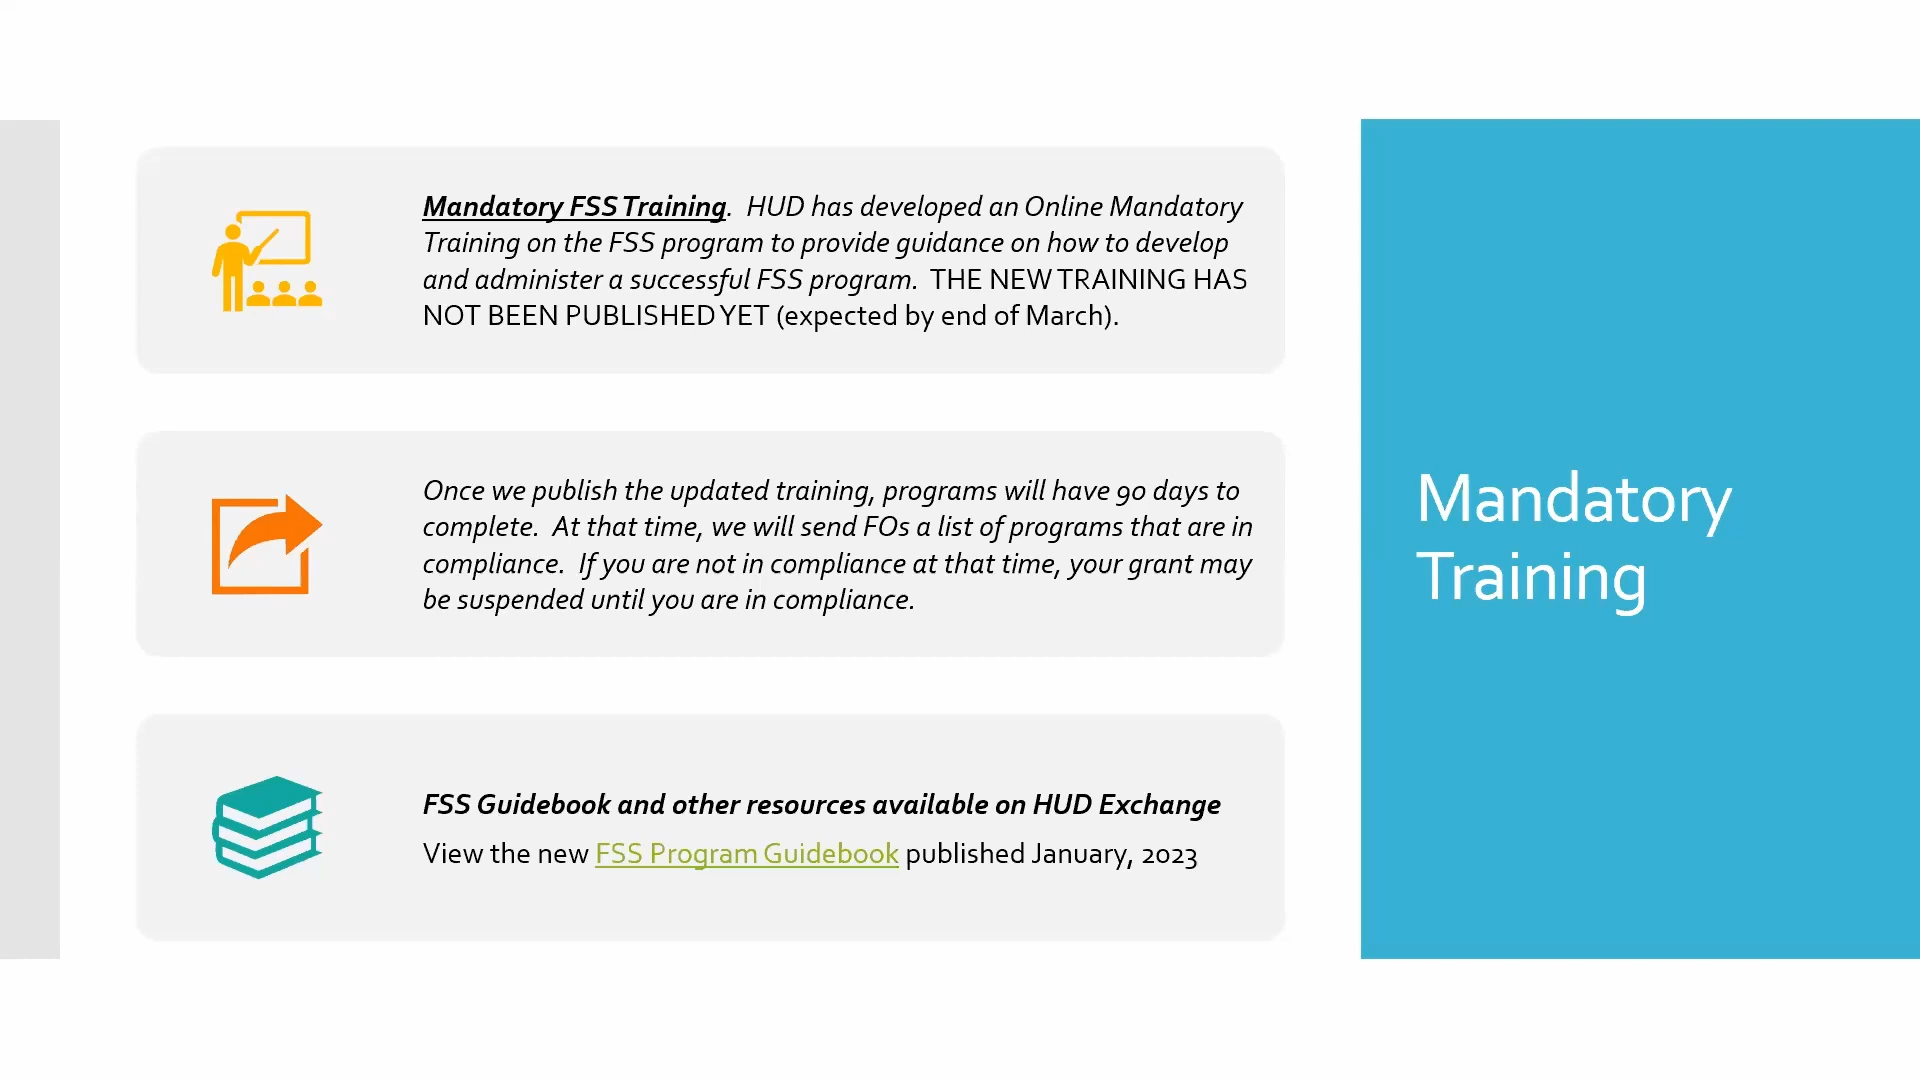 Mandatory FSS Training. HUD has developed an Online Mandatory
Training on the FSS program to provide guidance on how to develop
and administer a successful FSS program. THE NEW TRAINING HAS
NOT BEEN PUBLISHED YET (expected by end of March).
Once we publish the updated training, programs will have 90 days to
complete. At that time, we will send FOs a list of programs that are in
compliance. If you are not in compliance at that time, your grant may
be suspended until you are in compliance.
FSS Guidebook and other resources available on HUD Exchange
View the new FSS Program Guidebook published January, 2023
Mandatory
Training